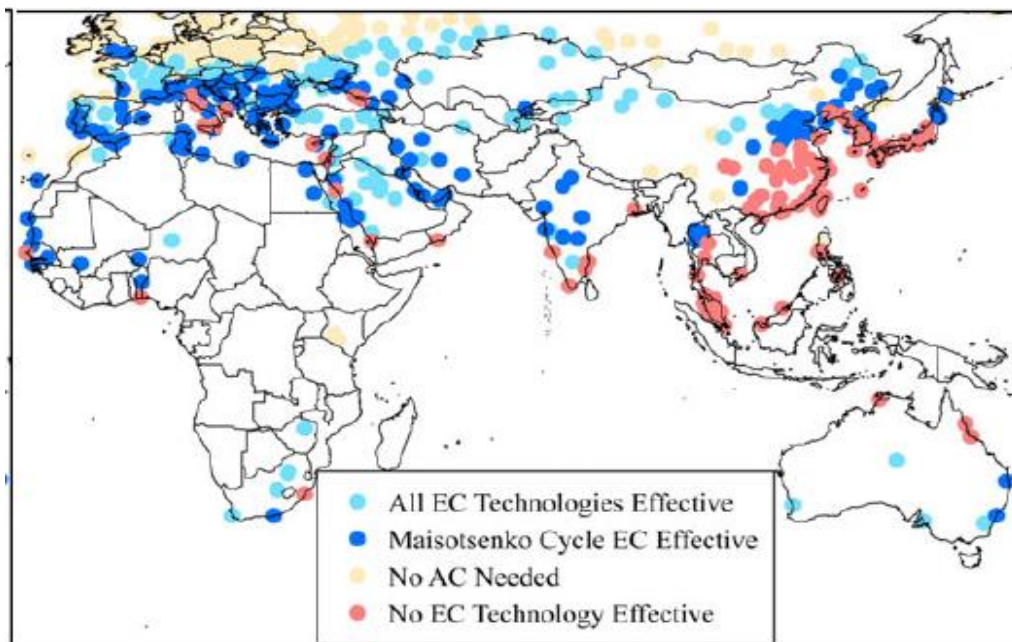 All EC Technologies Effective
Maisotsenko Cycle EC Effective
No AC Needed
No EC Technology Effective